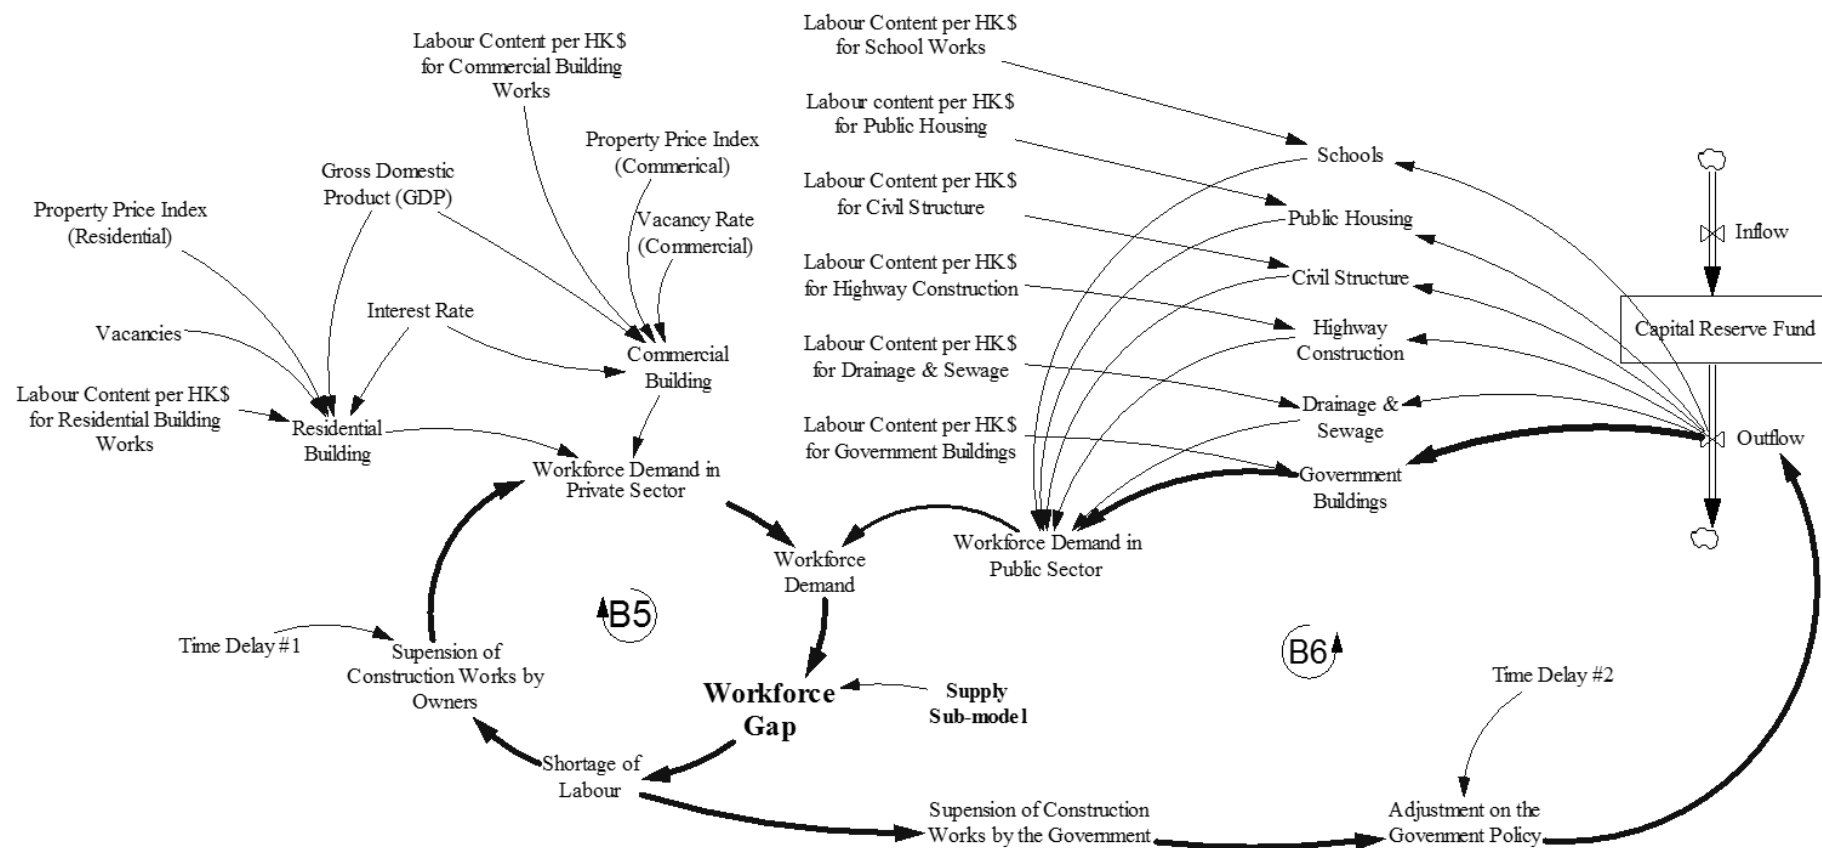 Labour Content per HK$
for Commercial Building
Works
Labour Content per HK$
for School Works
Labour content per HK$
for Public Housing
Property Price Index
(Commerical)
Schools
Gross Domestic
Product (GDP)
Labour Content per HK$
for Civil Structure
Property Price Index
(Residential)
Vacancy Rate
(Commercial)
Public Housing
Inflow
Labour Content per HK$
for Highway Construction
Civil Structure
Interest Rate
Vacancies
Highway
Construction
Capital Reserve Fund
Commercial
Building
Labour Content per HK$
for Drainage & Sewage
Labour Content per HK$
for Residential Building
Works
Residential
Building
Drainage &
Sewage
Labour Content per HK$
for Government Buildings
Outflow
Workforce Demand in
Private Sector
Government
Buildings
Workforce Demand in
Public Sector
Workforce
Demand
B5
Time Delay #1
Supension of
Construction Works by
Owners
B6
Time Delay #2
Workforce
Gap
Supply
Sub-model
Shortage of
Labour
Supension of Construction
Works by the Government
Adjustment on the
Govenment Policy